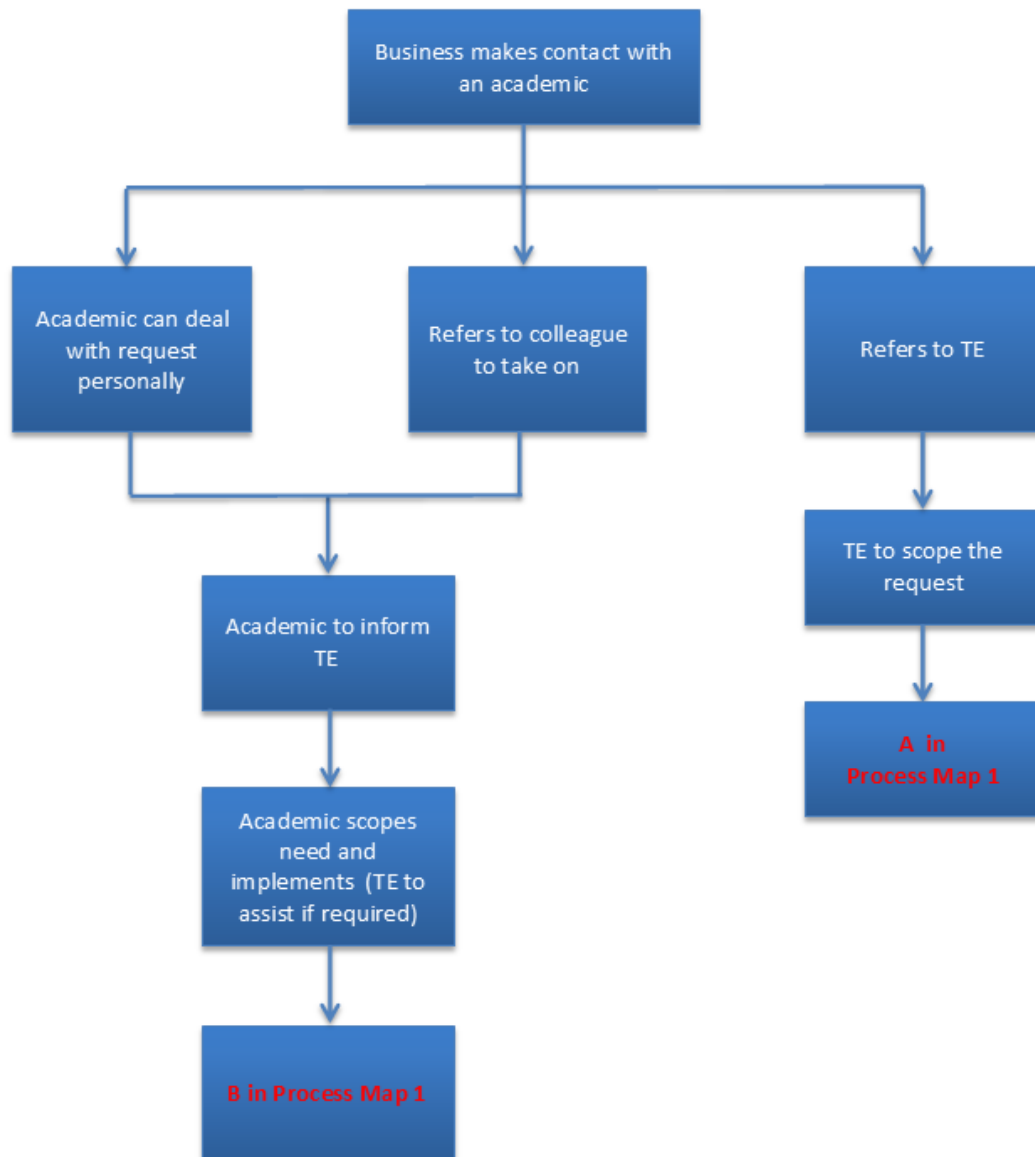 Business makes contact with
an academic
Academic can deal
with request
personally
Refers to colleague
to take on
Refers to TE
TE to scope the
request
Academic to inform
TE
A in
Process Map 1
Academic scopes
need and
implements (TE to
assist if required)
B in Process Map 1